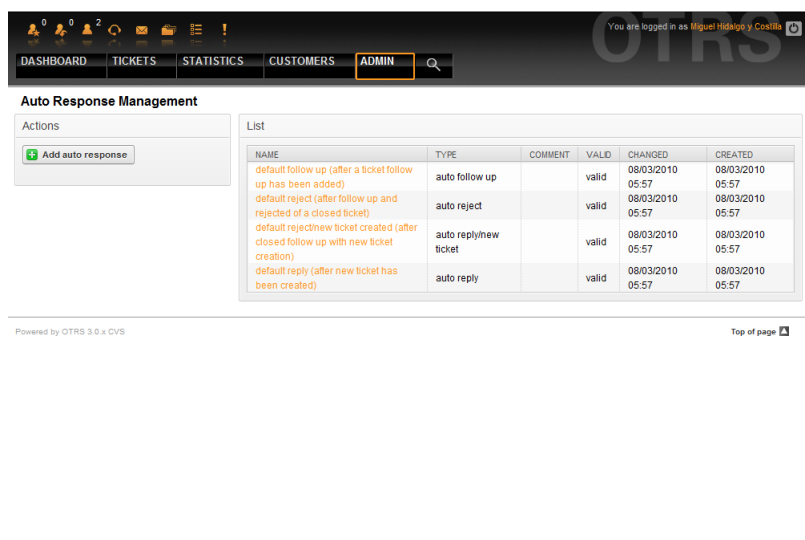 OTRS
0 0 2
You are logged in as Miguel Hidalgo y Costilla
DASHBOARD TICKETS STATISTICS CUSTOMERS ADMIN
Auto Response Management
Actions
Add auto response
List
NAME TYPE COMMENT VALID CHANGED CREATED
default follow up (after a ticket follow
up has been added)
auto follow up
valid
08/03/2010
05:57
08/03/2010
05:57
default reject (after follow up and
rejected of a closed ticket)
auto reject
valid
08/03/2010
05:57
08/03/2010
05:57
default reject/new ticket created (after
closed follow up with new ticket
creation)
auto reply/new
ticket
valid
08/03/2010
05:57
08/03/2010
05:57
default reply (after new ticket has
been created)
auto reply
valid
08/03/2010
05:57
08/03/2010
05:57
Powered by OTRS 3.0.x CVS
Top of page